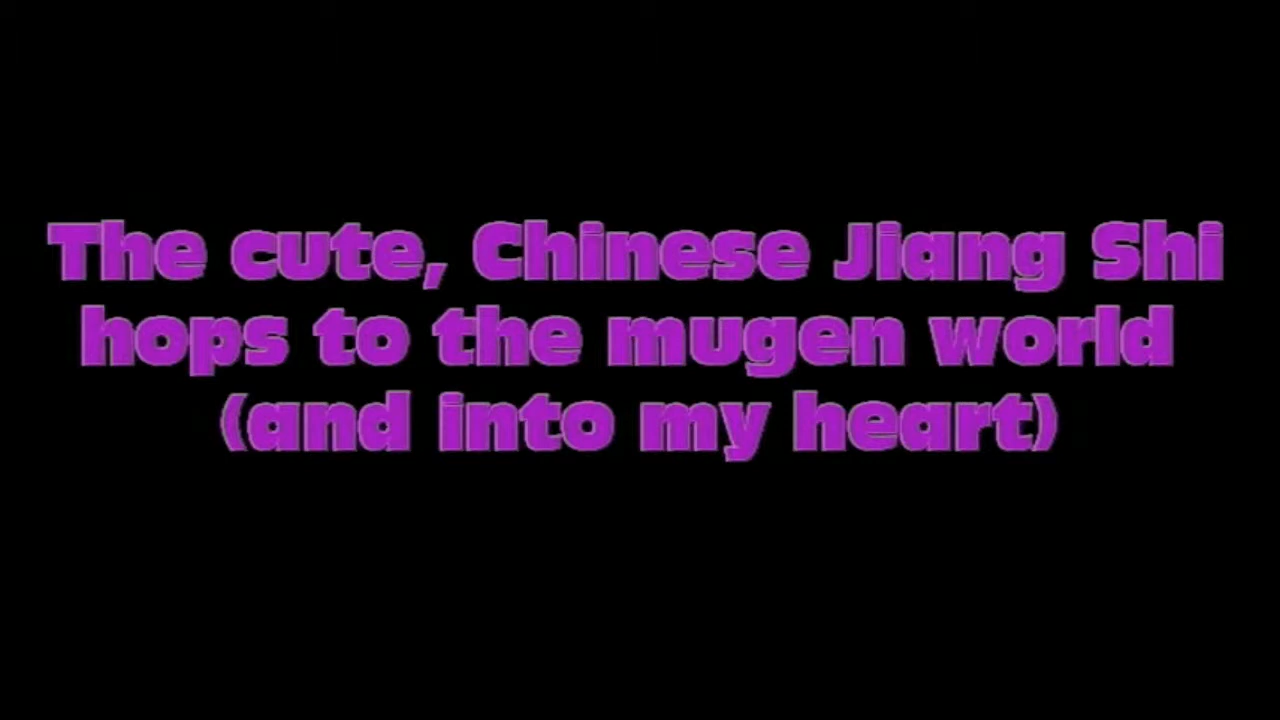 The cute, Chinese Jiang Shi
hops to the mugen world
(and into my heart)